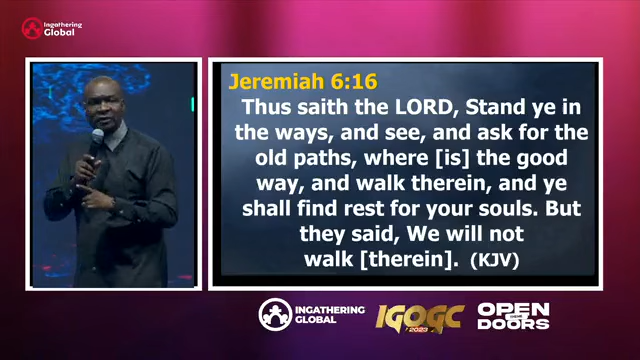 Ingathering
Global
Jeremiah 6:16
Thus saith the LORD, Stand ye in
the ways, and see, and ask for the
old paths, where [is] the good
way, and walk therein, and ye
shall find rest for your souls. But
they said, We will not
walk [therein]. (KJV)
INGATHERING
GLOBAL
IGOGC
2023
OPEN
DOORS